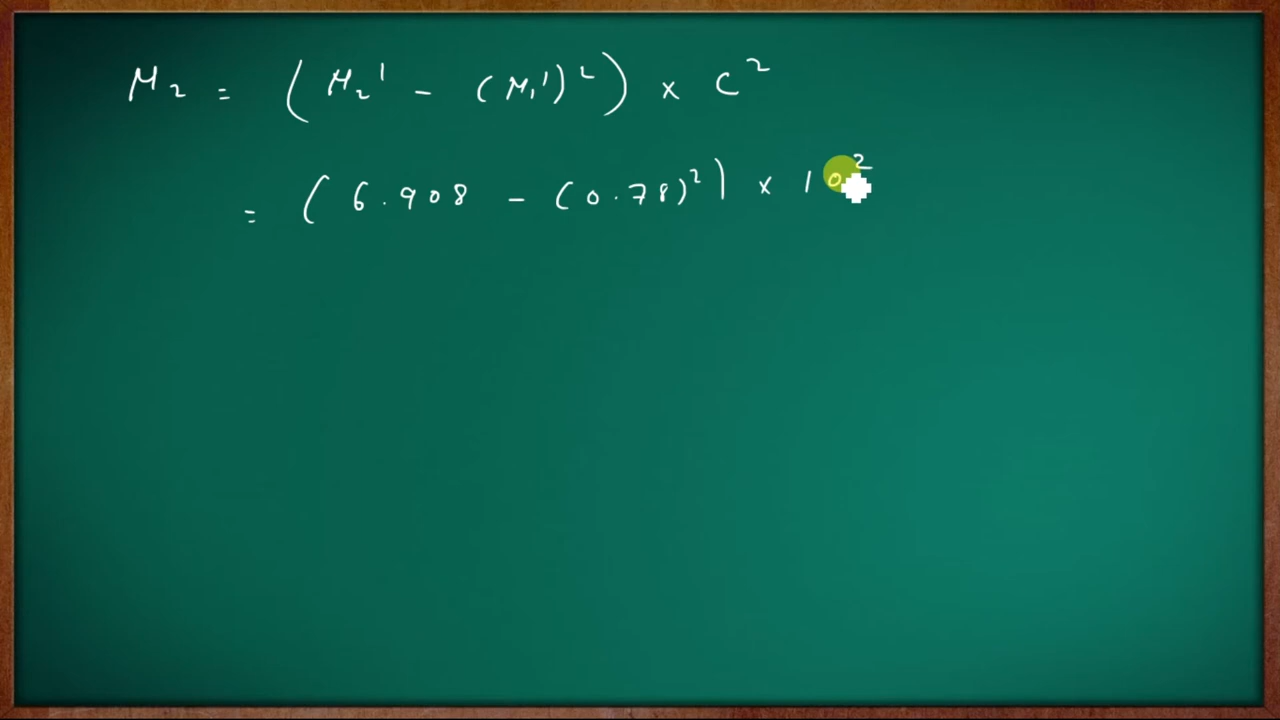 M₂ = (M₂' - (M₁')²) × C²
= (6.908 - (0.78)²) × 10²